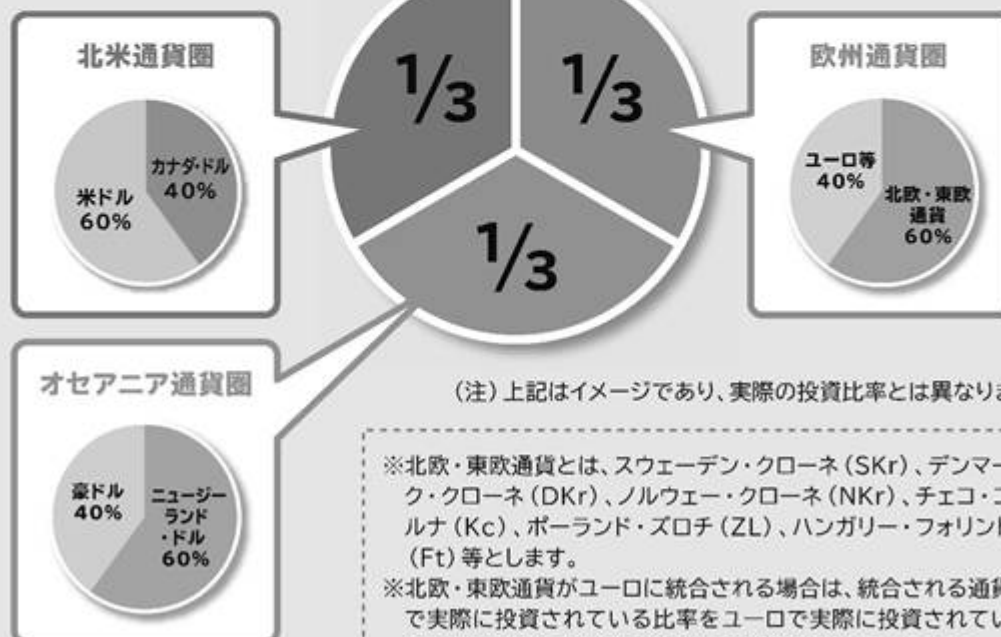 北米通貨圏
カナダ・ドル
40%
米ドル
60%
1/3
1/3
1/3
欧州通貨圏
ユーロ等
40%
北欧・東欧
通貨
60%
オセアニア通貨圏
豪ドル
40%
ニュージー
ランド
・ドル
60%
(注)上記はイメージであり、実際の投資比率とは異なりま
※北欧・東欧通貨とは、スウェーデン・クローネ(SKr)、デンマー
ク・クローネ(DKr)、ノルウェー・クローネ(NKr)、チェコ・コ
ルナ(Kc)、ポーランド・ズロチ(ZL)、ハンガリー・フォリント
(Ft)等とします。
※北欧・東欧通貨がユーロに統合される場合は、統合される通貨
で実際に投資されている比率をユーロで実際に投資されてい